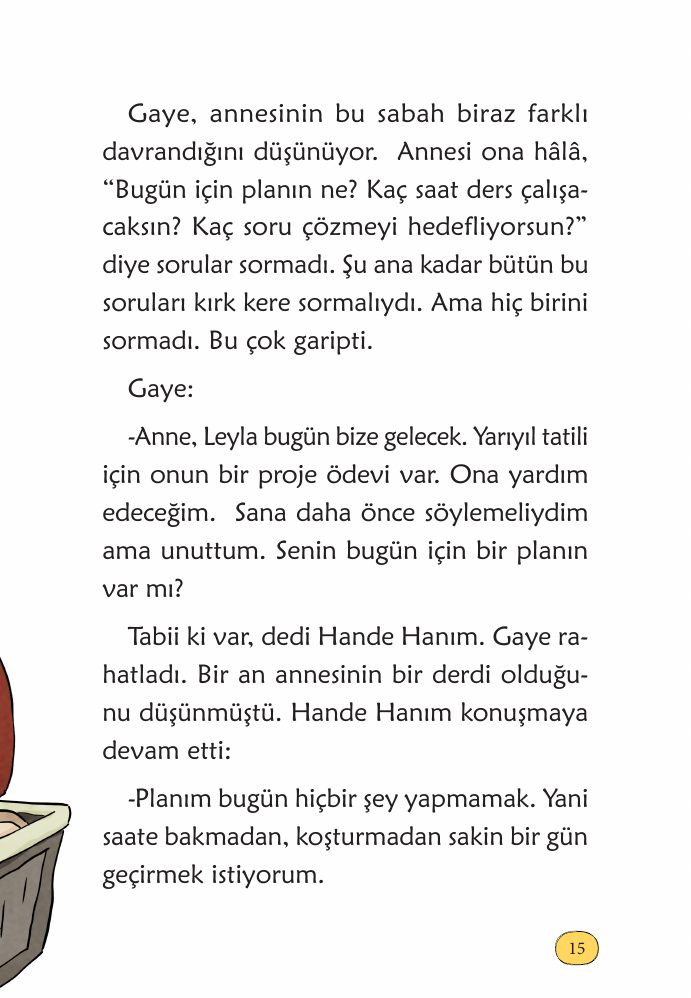 Gaye, annesinin bu sabah biraz farklı
davrandığını düşünüyor. Annesi ona hâlâ,
“Bugün için planın ne? Kaç saat ders çalışa-
caksın? Kaç soru çözmeyi hedefliyorsun?”
diye sorular sormadı. Şu ana kadar bütün bu
soruları kırk kere sormalıydı. Ama hiç birini
sormadı. Bu çok garipti.
Gaye:
-Anne, Leyla bugün bize gelecek. Yarıyıl tatili
için onun bir proje ödevi var. Ona yardım
edeceğim. Sana daha önce söylemeliydim
ama unuttum. Senin bugün için bir planın
var mı?
Tabii ki var, dedi Hande Hanım. Gaye ra-
hatladı. Bir an annesinin bir derdi olduğu-
nu düşünmüştü. Hande Hanım konuşmaya
devam etti:
-Planım bugün hiçbir şey yapmamak. Yani
saate bakmadan, koşturmadan sakin bir gün
geçirmek istiyorum.
15